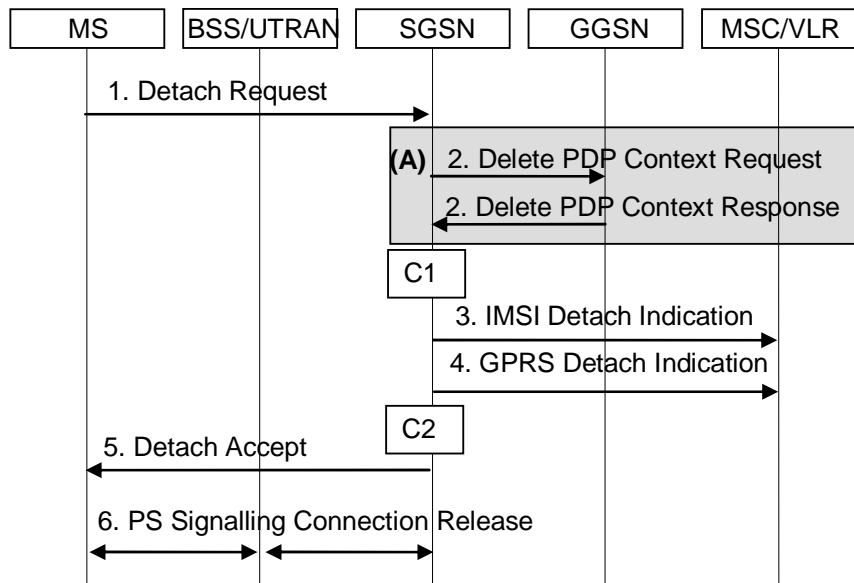 MS BSS/UTRAN SGSN GGSN MSC/VLR
1. Detach Request
(A) 2. Delete PDP Context Request
2. Delete PDP Context Response
C1
3. IMSI Detach Indication
4. GPRS Detach Indication
C2
5. Detach Accept
6. PS Signalling Connection Release